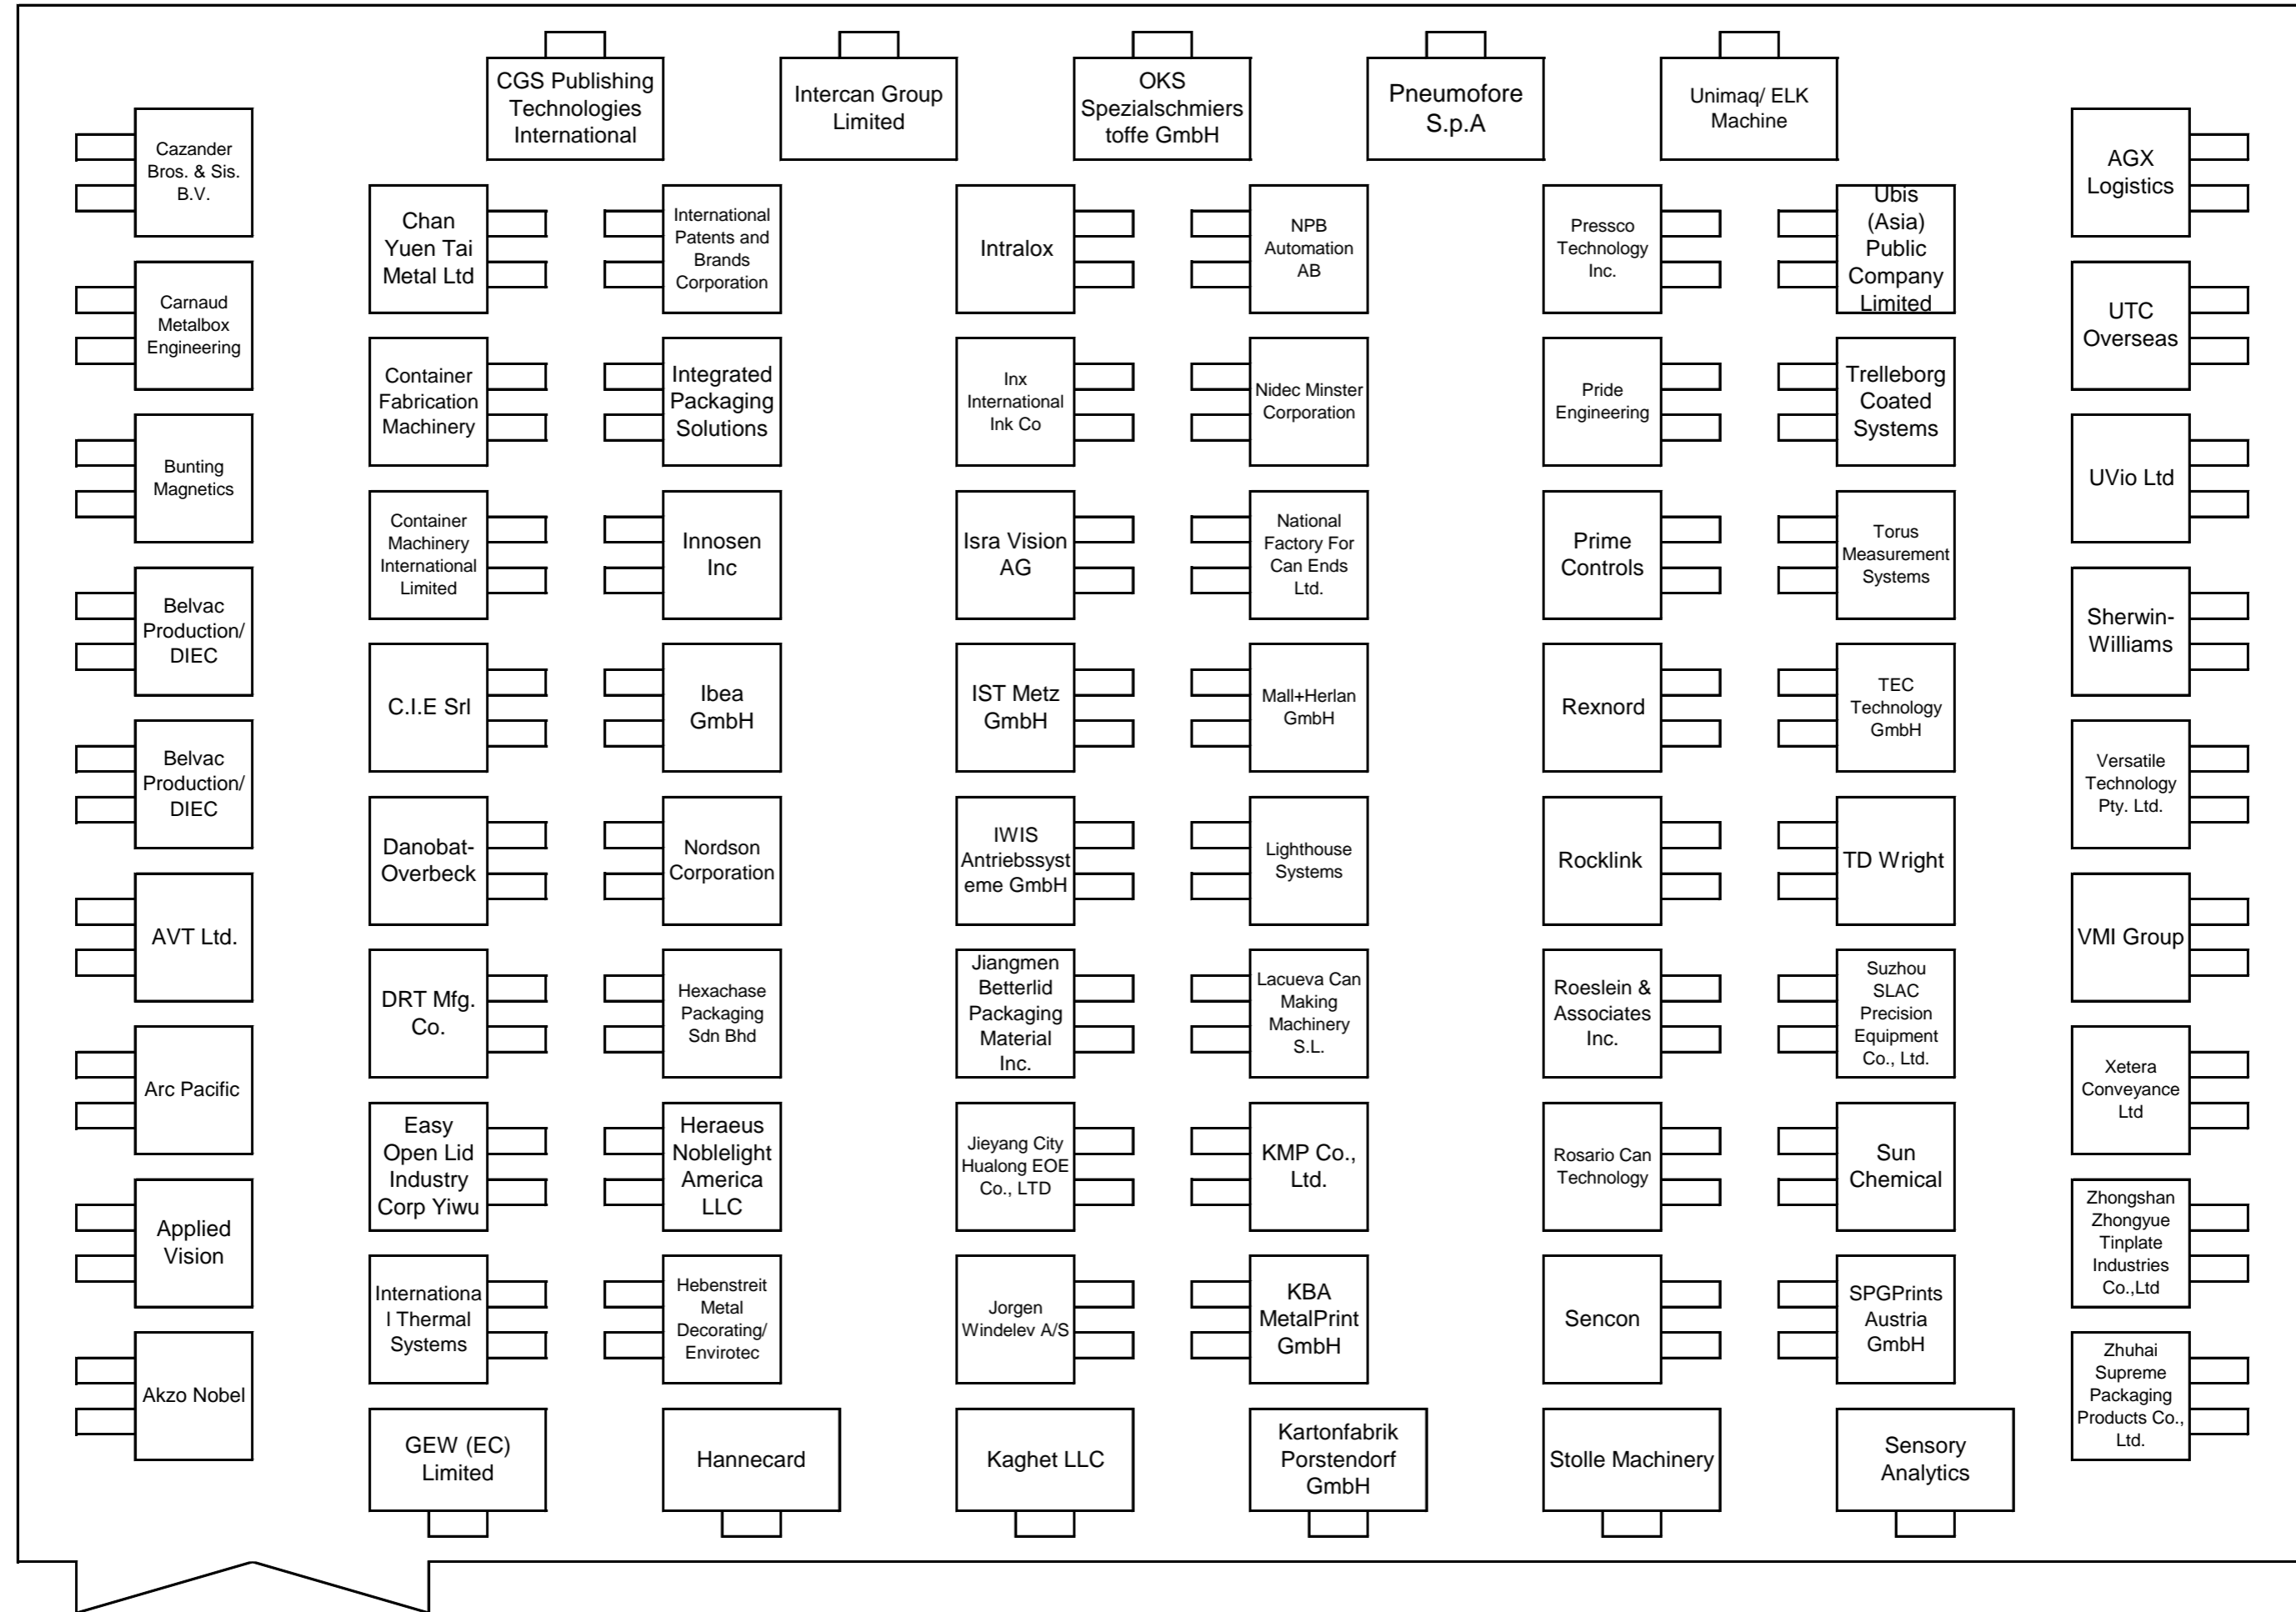 CGS Publishing
Technologies
International
Intercan Group
Limited
OKS
Spezialschmiers
toffe GmbH
Pneumofore
S.p.A
Unimaq/ ELK
Machine
Cazander
Bros. & Sis.
B.V.
Carnaud
Metalbox
Engineering
Bunting
Magnetics
Belvac
Production/
DIEC
Belvac
Production/
DIEC
AVT Ltd.
Arc Pacific
Applied
Vision
Akzo Nobel
Chan
Yuen Tai
Metal Ltd
Container
Fabrication
Machinery
Container
Machinery
International
Limited
C.I.E Srl
Danobat-
Overbeck
DRT Mfg.
Co.
Easy
Open Lid
Industry
Corp Yiwu
Internationa
l Thermal
Systems
GEW (EC)
Limited
International
Patents and
Brands
Corporation
Integrated
Packaging
Solutions
Innosen
Inc
Ibea
GmbH
Nordson
Corporation
Hexachase
Packaging
Sdn Bhd
Heraeus
Noblelight
America
LLC
Hebenstreit
Metal
Decorating/
Envirotec
Hannecard
Intralox
Inx
International
Ink Co
Isra Vision
AG
IST Metz
GmbH
IWIS
Antriebssyst
eme GmbH
Jiangmen
Betterlid
Packaging
Material
Inc.
Jieyang City
Hualong EOE
Co., LTD
Jorgen
Windelev A/S
Kaghet LLC
NPB
Automation
AB
Nidec Minster
Corporation
National
Factory For
Can Ends
Ltd.
Mall+Herlan
GmbH
Lighthouse
Systems
Lacueva Can
Making
Machinery
S.L.
KMP Co.,
Ltd.
KBA
MetalPrint
GmbH
Kartonfabrik
Porstendorf
GmbH
Pressco
Technology
Inc.
Pride
Engineering
Prime
Controls
Rexnord
Rocklink
Roeslein &
Associates
Inc.
Rosario Can
Technology
Sencon
Stolle Machinery
Ubis
(Asia)
Public
Company
Limited
Trelleborg
Coated
Systems
Torus
Measurement
Systems
TEC
Technology
GmbH
TD Wright
Suzhou
SLAC
Precision
Equipment
Co., Ltd.
Sun
Chemical
SPGPrints
Austria
GmbH
Sensory
Analytics
AGX
Logistics
UTC
Overseas
UVio Ltd
Sherwin-
Williams
Versatile
Technology
Pty. Ltd.
VMI Group
Xetera
Conveyance
Ltd
Zhongshan
Zhongyue
Tinplate
Industries
Co.,Ltd
Zhuhai
Supreme
Packaging
Products Co.,
Ltd.